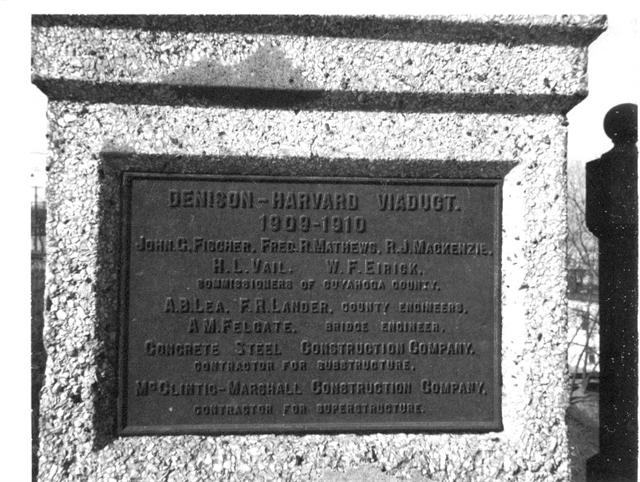 DENISON-HARVARD VIADUCT.
1909-1910
JOHN.G.FISCHER, FRED.R.MATHEWS, R.J.MACKENZIE,
H.L.VAIL. W.F.EIRICK,
COMMISSIONERS OF CUYAHOGA COUNTY.
A.B.LEA, F.R.LANDER, COUNTY ENGINEERS,
A.M.FELGATE, BRIDGE ENGINEER,
CONCRETE STEEL CONSTRUCTION COMPANY,
CONTRACTOR FOR SUBSTRUCTURE,
McCLINTIC-MARSHALL CONSTRUCTION COMPANY,
CONTRACTOR FOR SUPERSTRUCTURE.